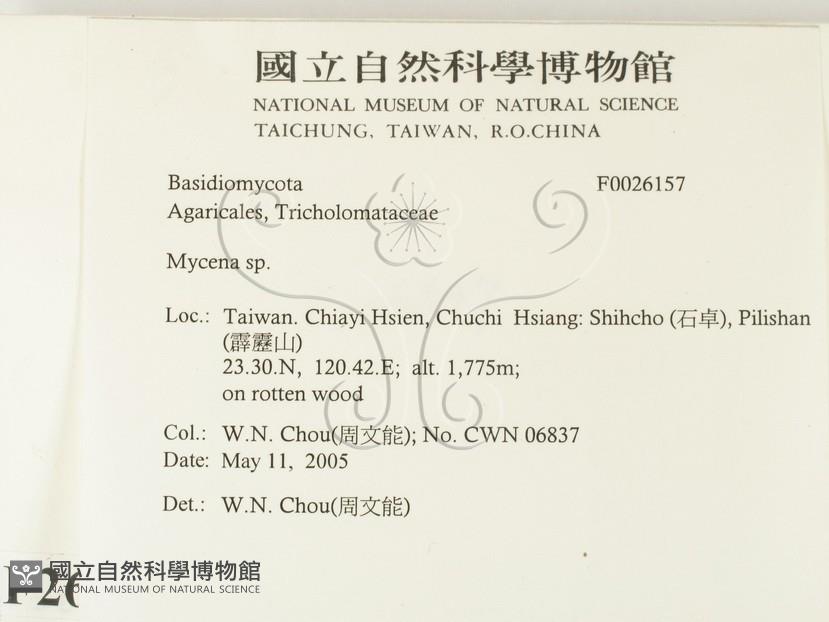 國立自然科學博物館
NATIONAL MUSEUM OF NATURAL SCIENCE
TAICHUNG, TAIWAN, R.O.CHINA
Basidiomycota F0026157
Agaricales, Tricholomataceae
Mycena sp.
Loc.: Taiwan. Chiayi Hsien, Chuchi Hsiang: Shihcho (石卓), Pilishan
(霹靂山)
23.30.N, 120.42.E; alt. 1,775m;
on rotten wood
Col.: W.N. Chou(周文能); No. CWN 06837
Date: May 11, 2005
Det.: W.N. Chou(周文能)
國立自然科學博物館
NATIONAL MUSEUM OF NATURAL SCIENCE